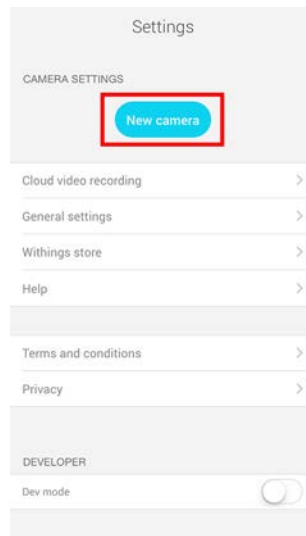 Settings
CAMERA SETTINGS
New camera
Cloud video recording
General settings
Withings store
Help
Terms and conditions
Privacy
DEVELOPER
Dev mode